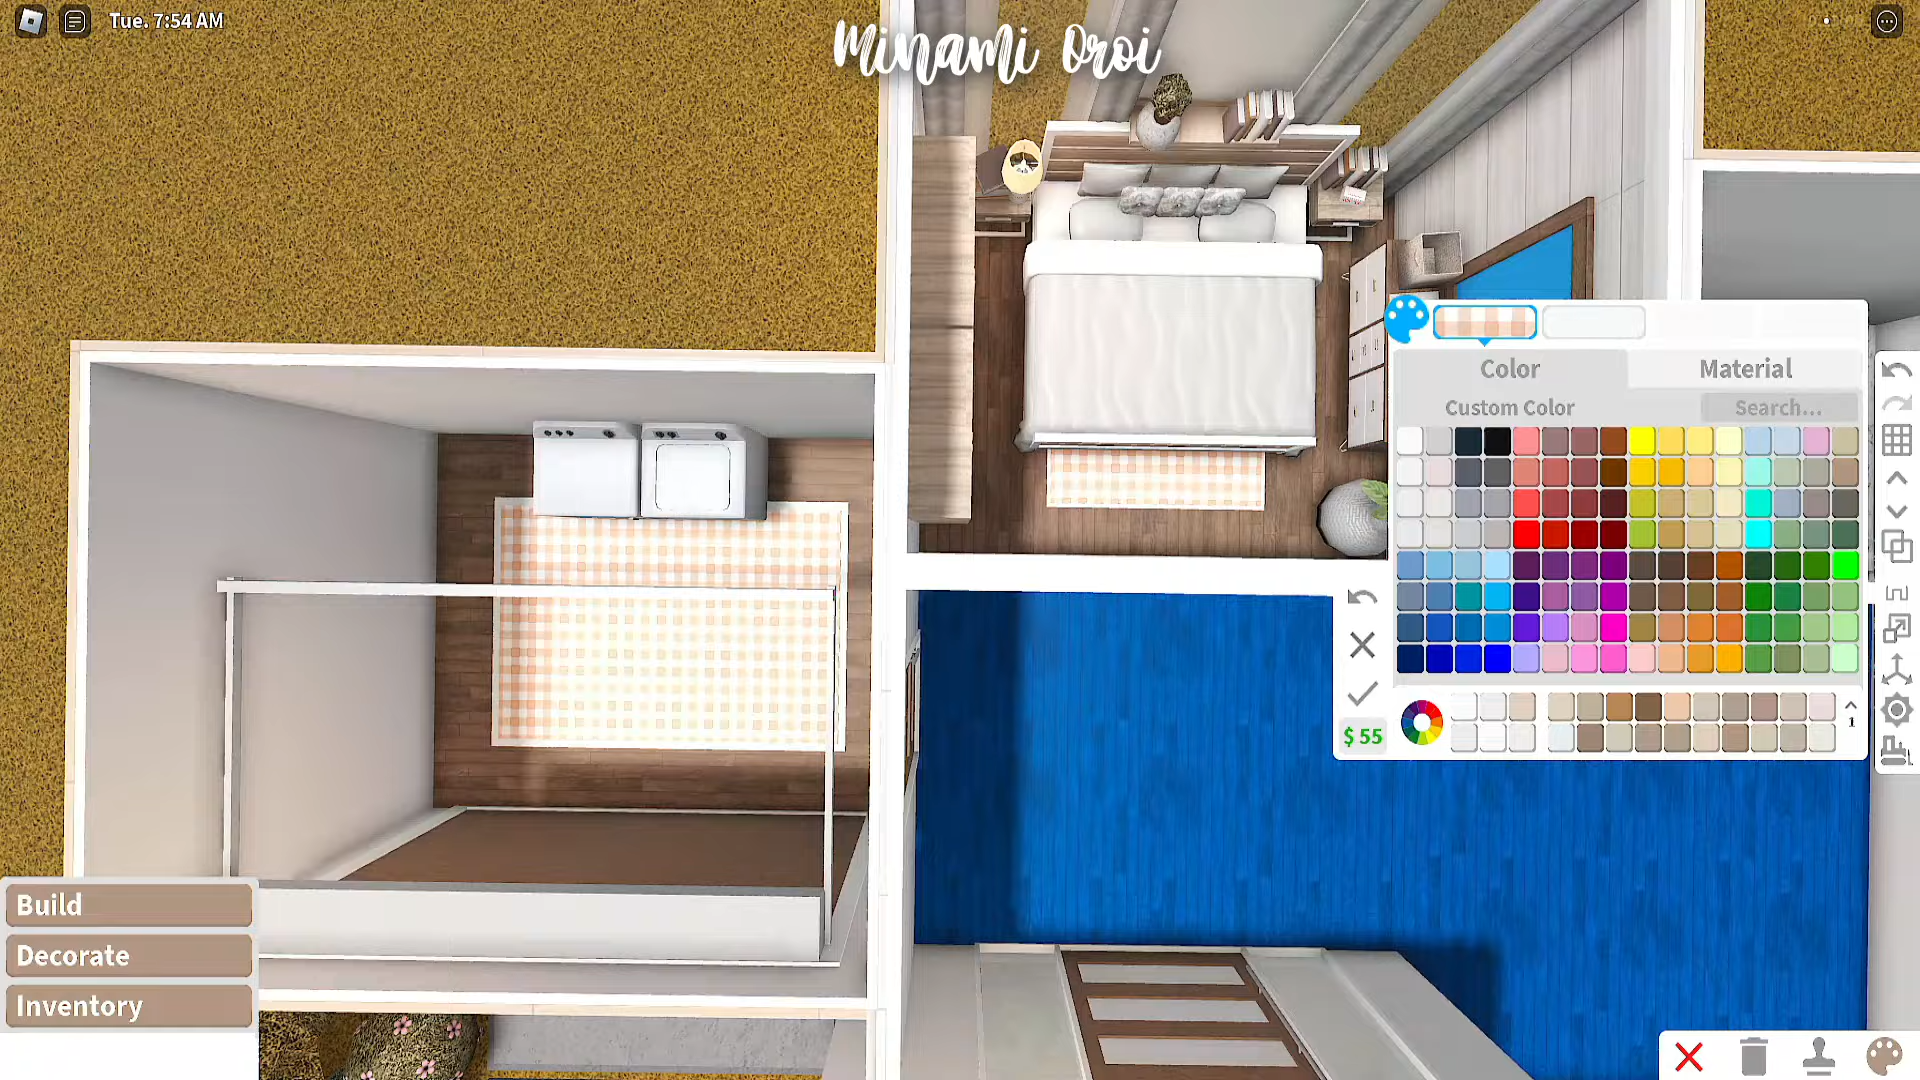 Tue. 7:54 AM
Minami Oroi
Color
Material
Custom Color
Search...
$ 55
1
Build
Decorate
Inventory